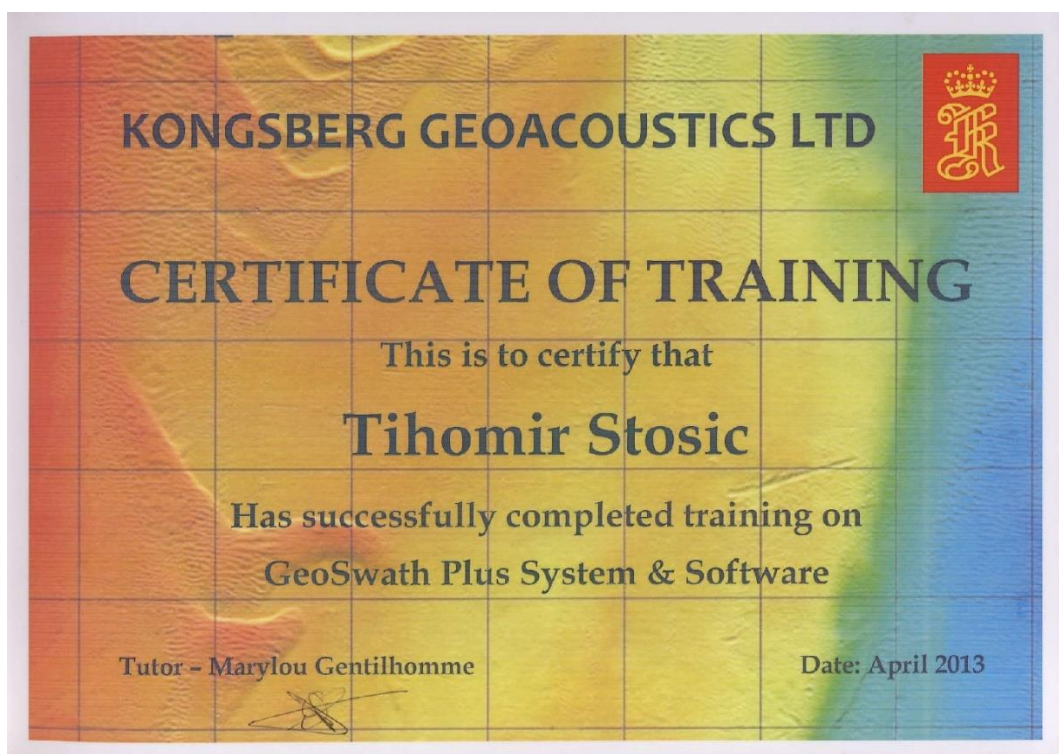 KONGSBERG GEOACOUSTICS LTD
CERTIFICATE OF TRAINING
This is to certify that
Tihomir Stosic
Has successfully completed training on
GeoSwath Plus System & Software
Tutor – Marylou Gentilhomme
Date: April 2013